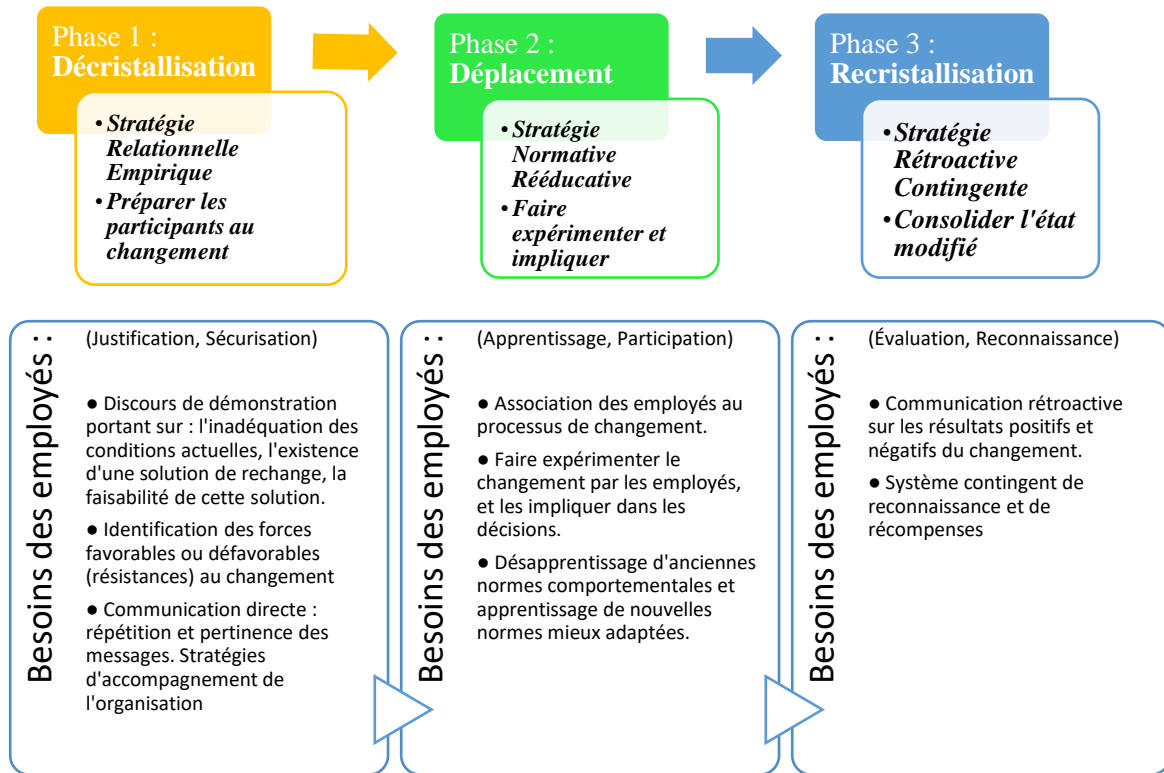 Phase 1 :
Décristallisation
• Stratégie
Relationnelle
Empirique
• Préparer les
participants au
changement
Phase 2 :
Déplacement
• Stratégie
Normative
Rééducative
• Faire
expérimenter et
impliquer
Phase 3 :
Recristallisation
• Stratégie
Rétroactive
Contingente
• Consolider l'état
modifié
Besoins des employés :
(Justification, Sécurisation)
● Discours de démonstration
portant sur : l'inadéquation des
conditions actuelles, l'existence
d'une solution de rechange, la
faisabilité de cette solution.
● Identification des forces
favorables ou défavorables
(résistances) au changement
● Communication directe :
répétition et pertinence des
messages. Stratégies
d'accompagnement de
l'organisation
Besoins des employés :
(Apprentissage, Participation)
● Association des employés au
processus de changement.
● Faire expérimenter le
changement par les employés,
et les impliquer dans les
décisions.
● Désapprentissage d'anciennes
normes comportementales et
apprentissage de nouvelles
normes mieux adaptées.
Besoins des employés :
(Évaluation, Reconnaissance)
● Communication rétroactive
sur les résultats positifs et
négatifs du changement.
● Système contingent de
reconnaissance et de
récompenses